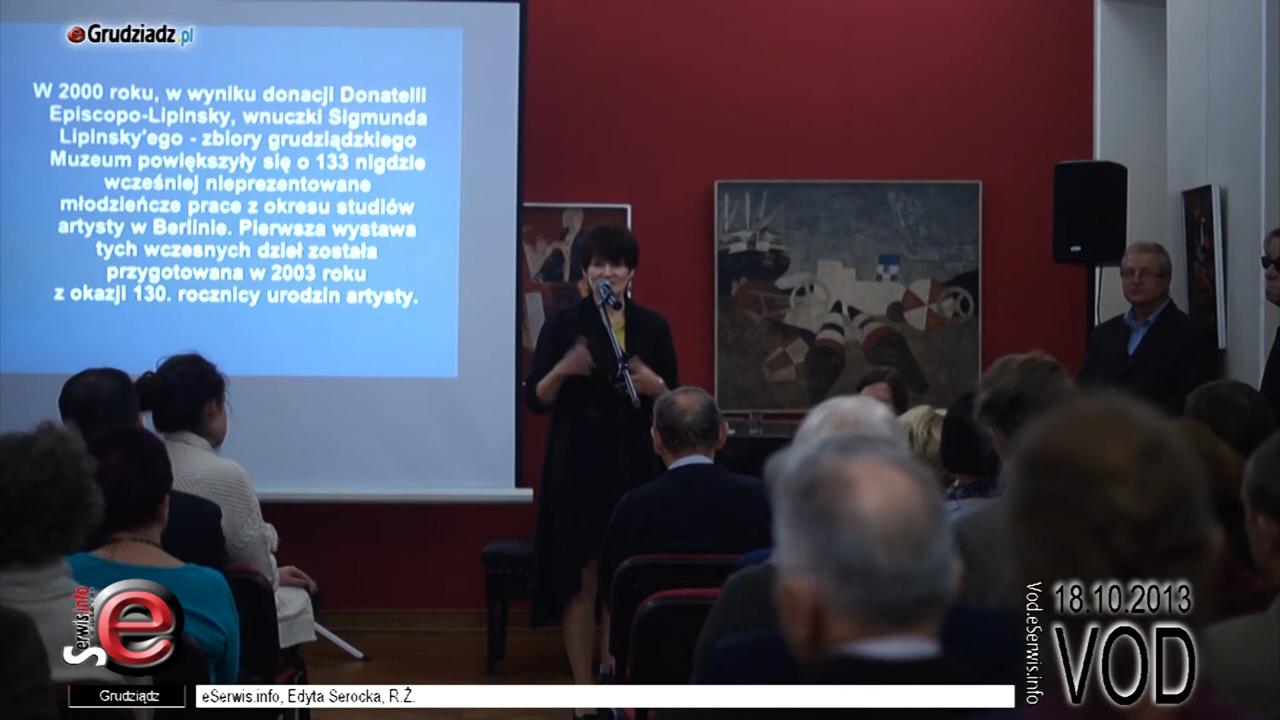 eGrudziadz.pl
W 2000 roku, w wyniku donacji Donatelli
Episcopo-Lipinsky, wnuczki Sigmunda
Lipinsky'ego - zbiory grudziądzkiego
Muzeum powiększyły się o 133 nigdzie
wcześniej nieprezentowane
młodzieńcze prace z okresu studiów
artysty w Berlinie. Pierwsza wystawa
tych wczesnych dzieł została
przygotowana w 2003 roku
z okazji 130. rocznicy urodzin artysty.
Serwis.info
e
Grudziądz
eSerwis.info, Edyta Serocka, R.Ż.
Vod.eSerwis.info
18.10.2013
VOD